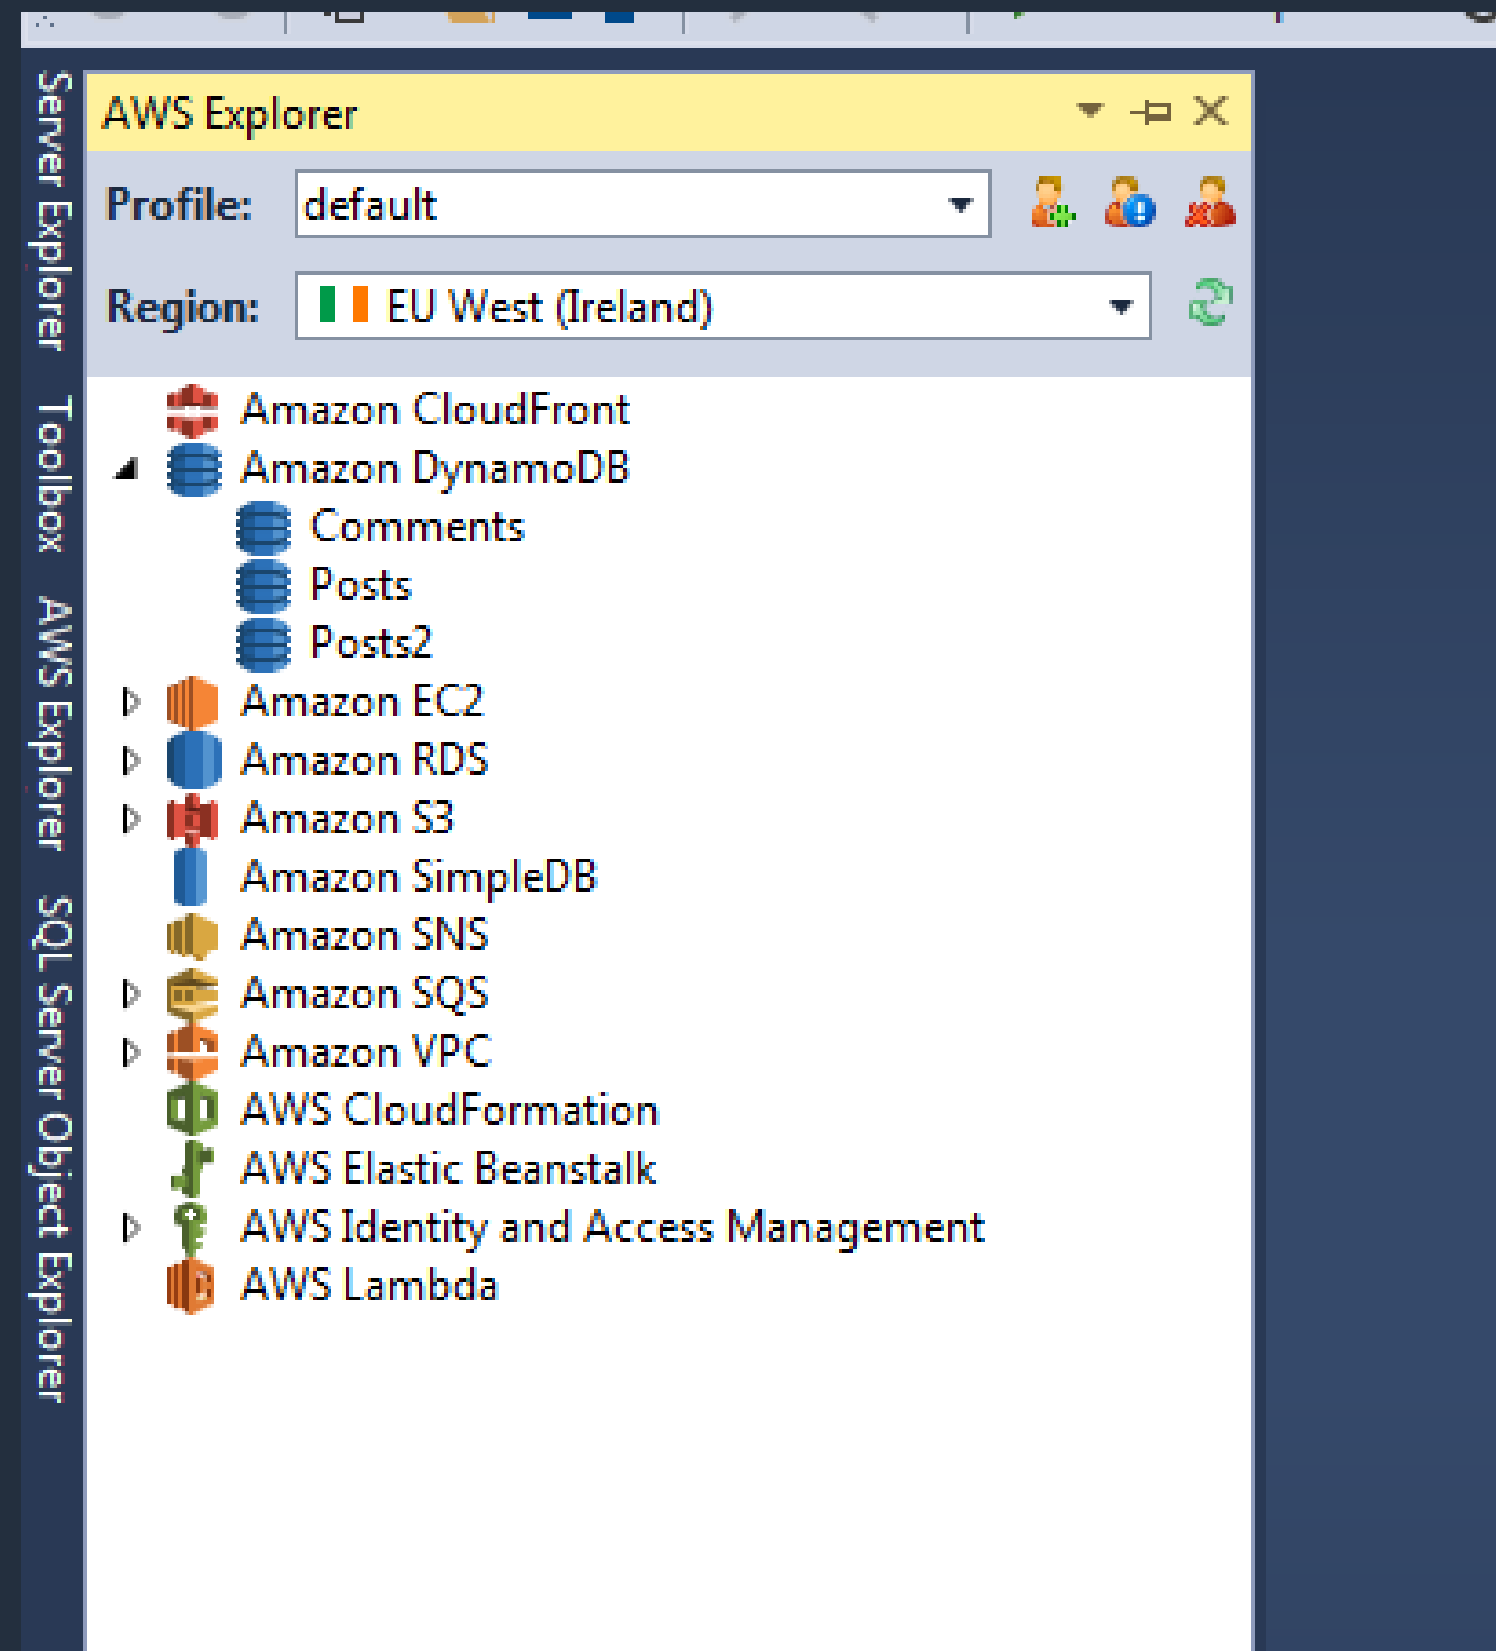 Server Explorer
Toolbox
AWS Explorer
SQL Server Object Explorer
AWS Explorer
Profile: default
Region: EU West (Ireland)
Amazon CloudFront
Amazon DynamoDB
Comments
Posts
Posts2
Amazon EC2
Amazon RDS
Amazon S3
Amazon SimpleDB
Amazon SNS
Amazon SQS
Amazon VPC
AWS CloudFormation
AWS Elastic Beanstalk
AWS Identity and Access Management
AWS Lambda